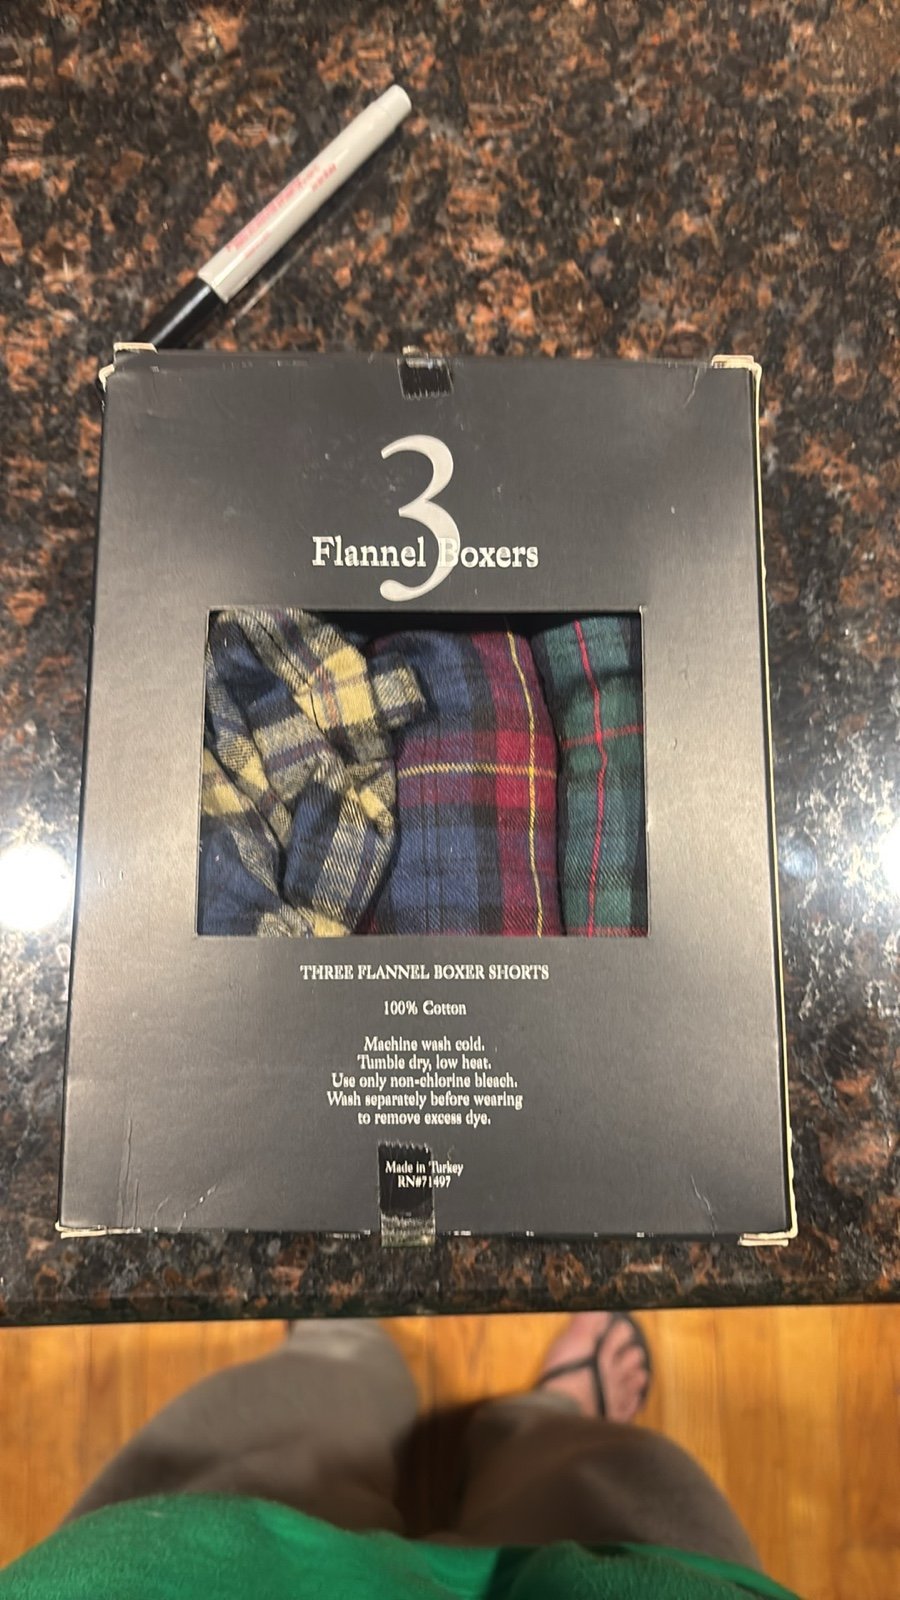 3
Flannel Boxers
THREE FLANNEL BOXER SHORTS
100% Cotton
Machine wash cold.
Tumble dry, low heat.
Use only non-chlorine bleach.
Wash separately before wearing
to remove excess dye.
Made in Turkey
RN#71497